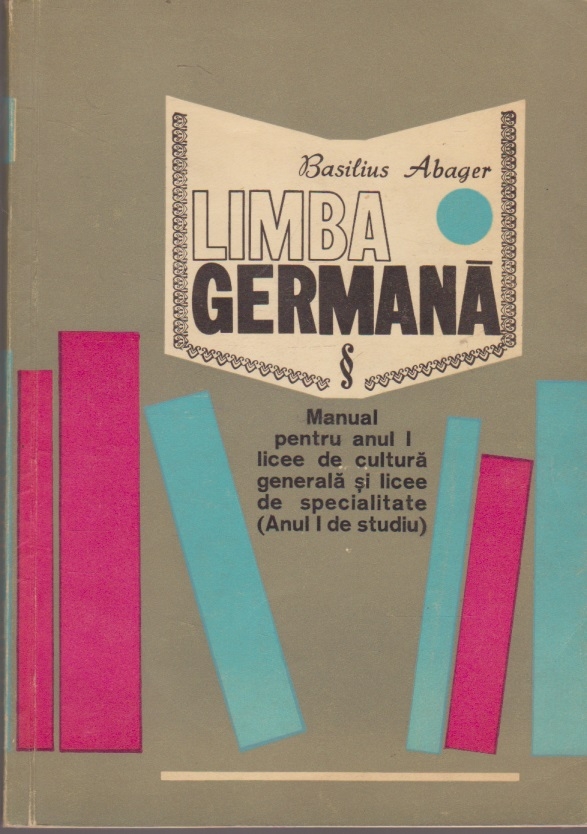 Basilius Abager
LIMBA
GERMANĂ
§
Manual
pentru anul I
licee de cultură
generală și licee
de specialitate
(Anul I de studiu)